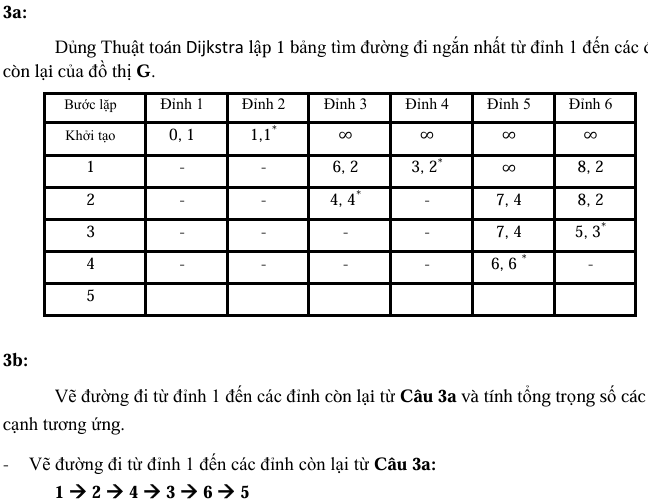 3a:
Dùng Thuật toán Dijkstra lập 1 bảng tìm đường đi ngắn nhất từ đỉnh 1 đến các
còn lại của đồ thị G.
Bước lặp Đỉnh 1 Đỉnh 2 Đỉnh 3 Đỉnh 4 Đỉnh 5 Đỉnh 6
Khởi tạo 0, 1 1,1* ∞ ∞ ∞ ∞
1 - - 6, 2 3, 2* ∞ 8, 2
2 - - 4, 4* - 7, 4 8, 2
3 - - - - 7, 4 5, 3*
4 - - - - 6, 6 * -
5
3b:
Vẽ đường đi từ đỉnh 1 đến các đỉnh còn lại từ Câu 3a và tính tổng trọng số các
cạnh tương ứng.
- Vẽ đường đi từ đỉnh 1 đến các đỉnh còn lại từ Câu 3a:
1 → 2 → 4 → 3 → 6 → 5